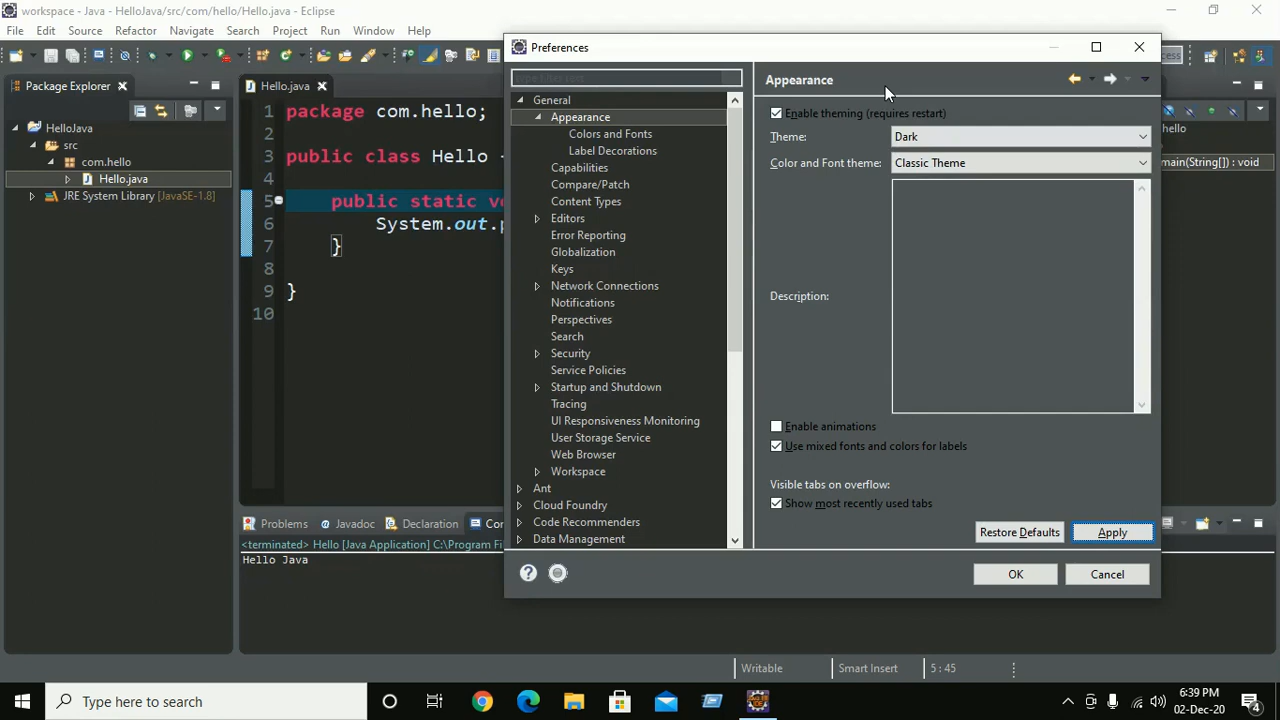 workspace - Java - HelloJava/src/com/hello/Hello.java - Eclipse
File Edit Source Refactor Navigate Search Project Run Window Help
Package Explorer
HelloJava
src
com.hello
Hello.java
JRE System Library [JavaSE-1.8]
Hello.java
1 package com.hello;
2
3 public class Hello
4
5 public static
6 System.out.
7 }
8
9 }
10
Problems Javadoc Declaration
<terminated> Hello [Java Application] C:\Program
Hello Java
Preferences
General
Appearance
Colors and Fonts
Label Decorations
Capabilities
Compare/Patch
Content Types
Editors
Error Reporting
Globalization
Keys
Network Connections
Notifications
Perspectives
Search
Security
Service Policies
Startup and Shutdown
Tracing
UI Responsiveness Monitoring
User Storage Service
Web Browser
Workspace
Ant
Cloud Foundry
Code Recommenders
Data Management
Appearance
Enable theming (requires restart)
Theme: Dark
Color and Font theme: Classic Theme
Description:
Enable animations
Use mixed fonts and colors for labels
Visible tabs on overflow:
Show most recently used tabs
Restore Defaults Apply
OK Cancel
main(String[]) : void
Writable Smart Insert 5 : 45
Type here to search
6:39 PM
02-Dec-20
4